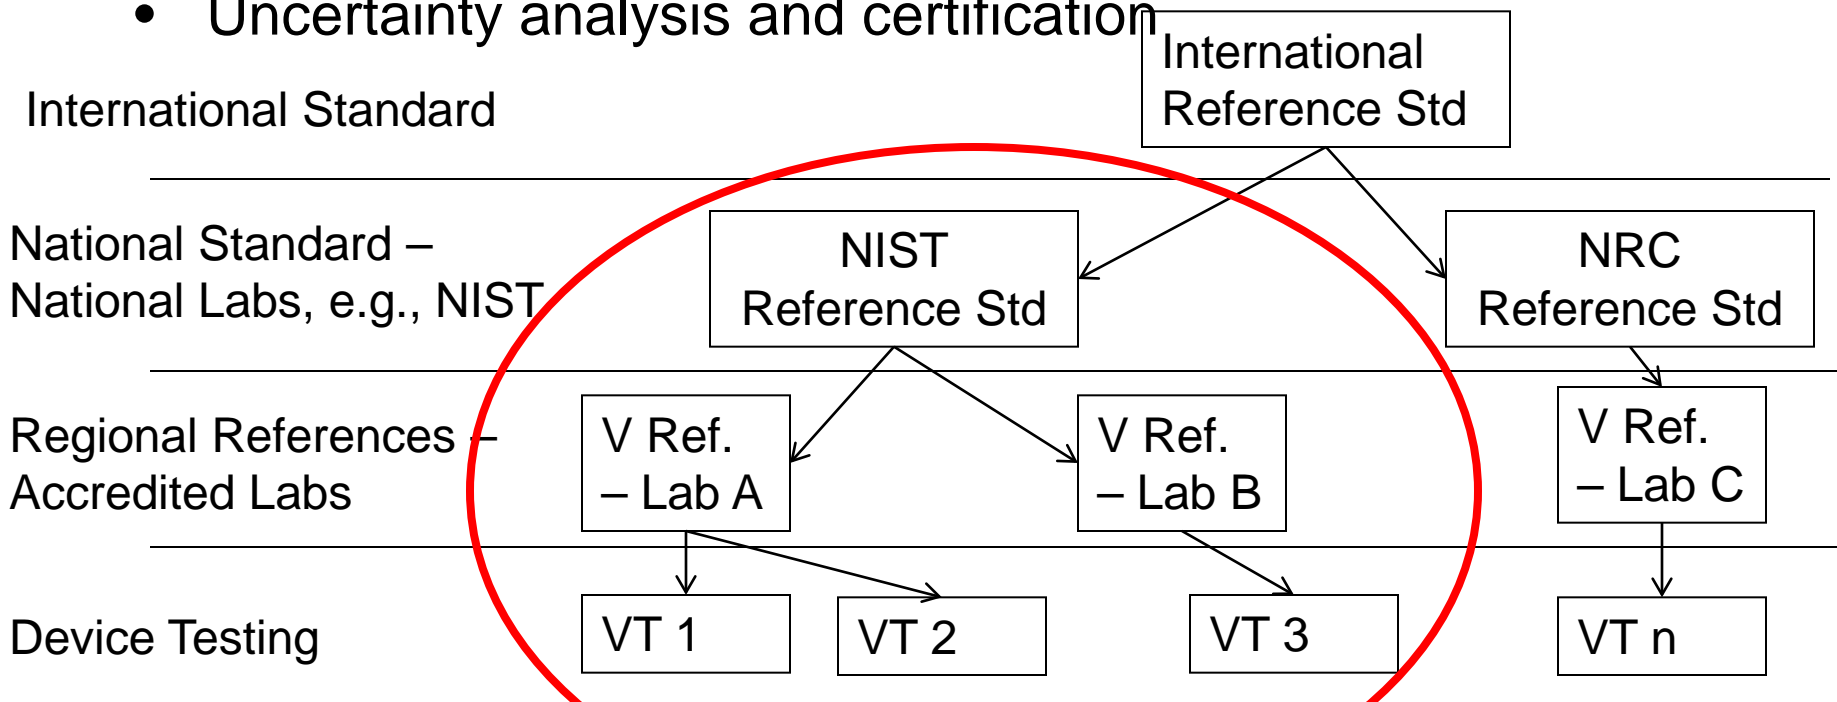 • Uncertainty analysis and certification
International
Reference Std
International Standard
National Standard –
National Labs, e.g., NIST
NIST
Reference Std
NRC
Reference Std
Regional References –
Accredited Labs
V Ref.
– Lab A
V Ref.
– Lab B
V Ref.
– Lab C
Device Testing
VT 1
VT 2
VT 3
VT n